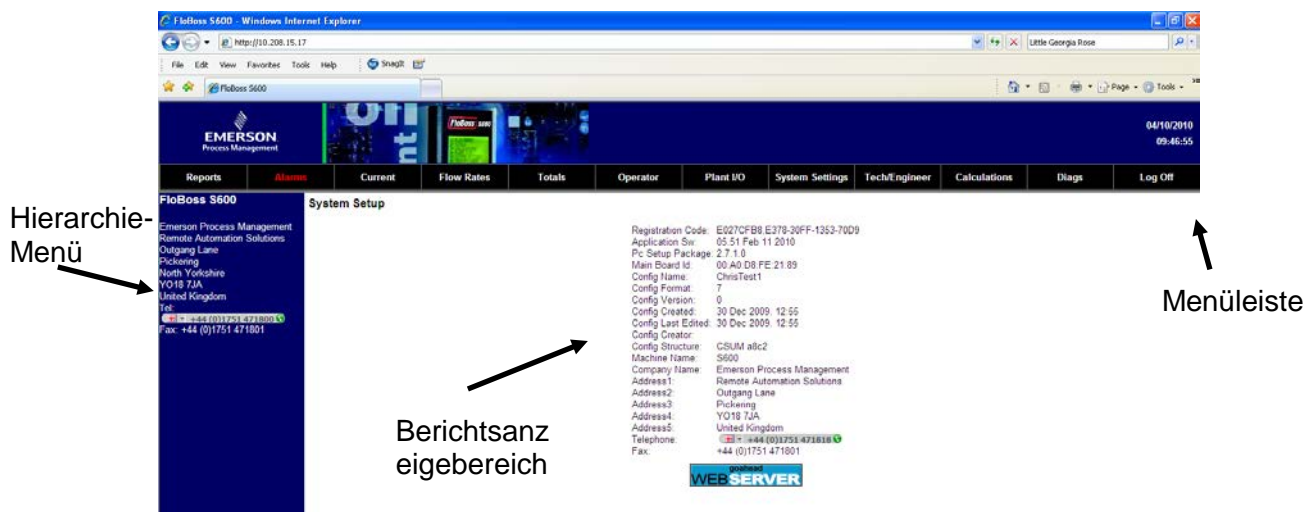 FloBoss S600 - Windows Internet Explorer
http://10.208.15.17
Little Georgia Rose
File Edit View Favorites Tools Help SnagIt
FloBoss S600
Page Tools
EMERSON
Process Management
FloBoss S600
04/10/2010
09:46:55
Reports Alarms Current Flow Rates Totals Operator Plant I/O System Settings Tech/Engineer Calculations Diags Log Off
FloBoss S600
Emerson Process Management
Remote Automation Solutions
Outgang Lane
Pickering
North Yorkshire
YO18 7JA
United Kingdom
Tel:
+44 (0)1751 471800
Fax: +44 (0)1751 471801
System Setup
Registration Code: E027CFB8.E378-30FF-1353-70D9
Application Sw: 05.51 Feb 11 2010
Pc Setup Package: 2.7.1.0
Main Board Id: 00:A0:D8:FE:21:89
Config Name: ChrisTest1
Config Format: 7
Config Version: 0
Config Created: 30 Dec 2009. 12:55
Config Last Edited: 30 Dec 2009. 12:55
Config Creator:
Config Structure: CSUM a8c2
Machine Name: S600
Company Name: Emerson Process Management
Address1: Remote Automation Solutions
Address2: Outgang Lane
Address3: Pickering
Address4: YO18 7JA
Address5: United Kingdom
Telephone: +44 (0)1751 471818
Fax: +44 (0)1751 471801
goahead
WEBSERVER
Hierarchie-
Menü
Berichtsanz
eigebereich
Menüleiste